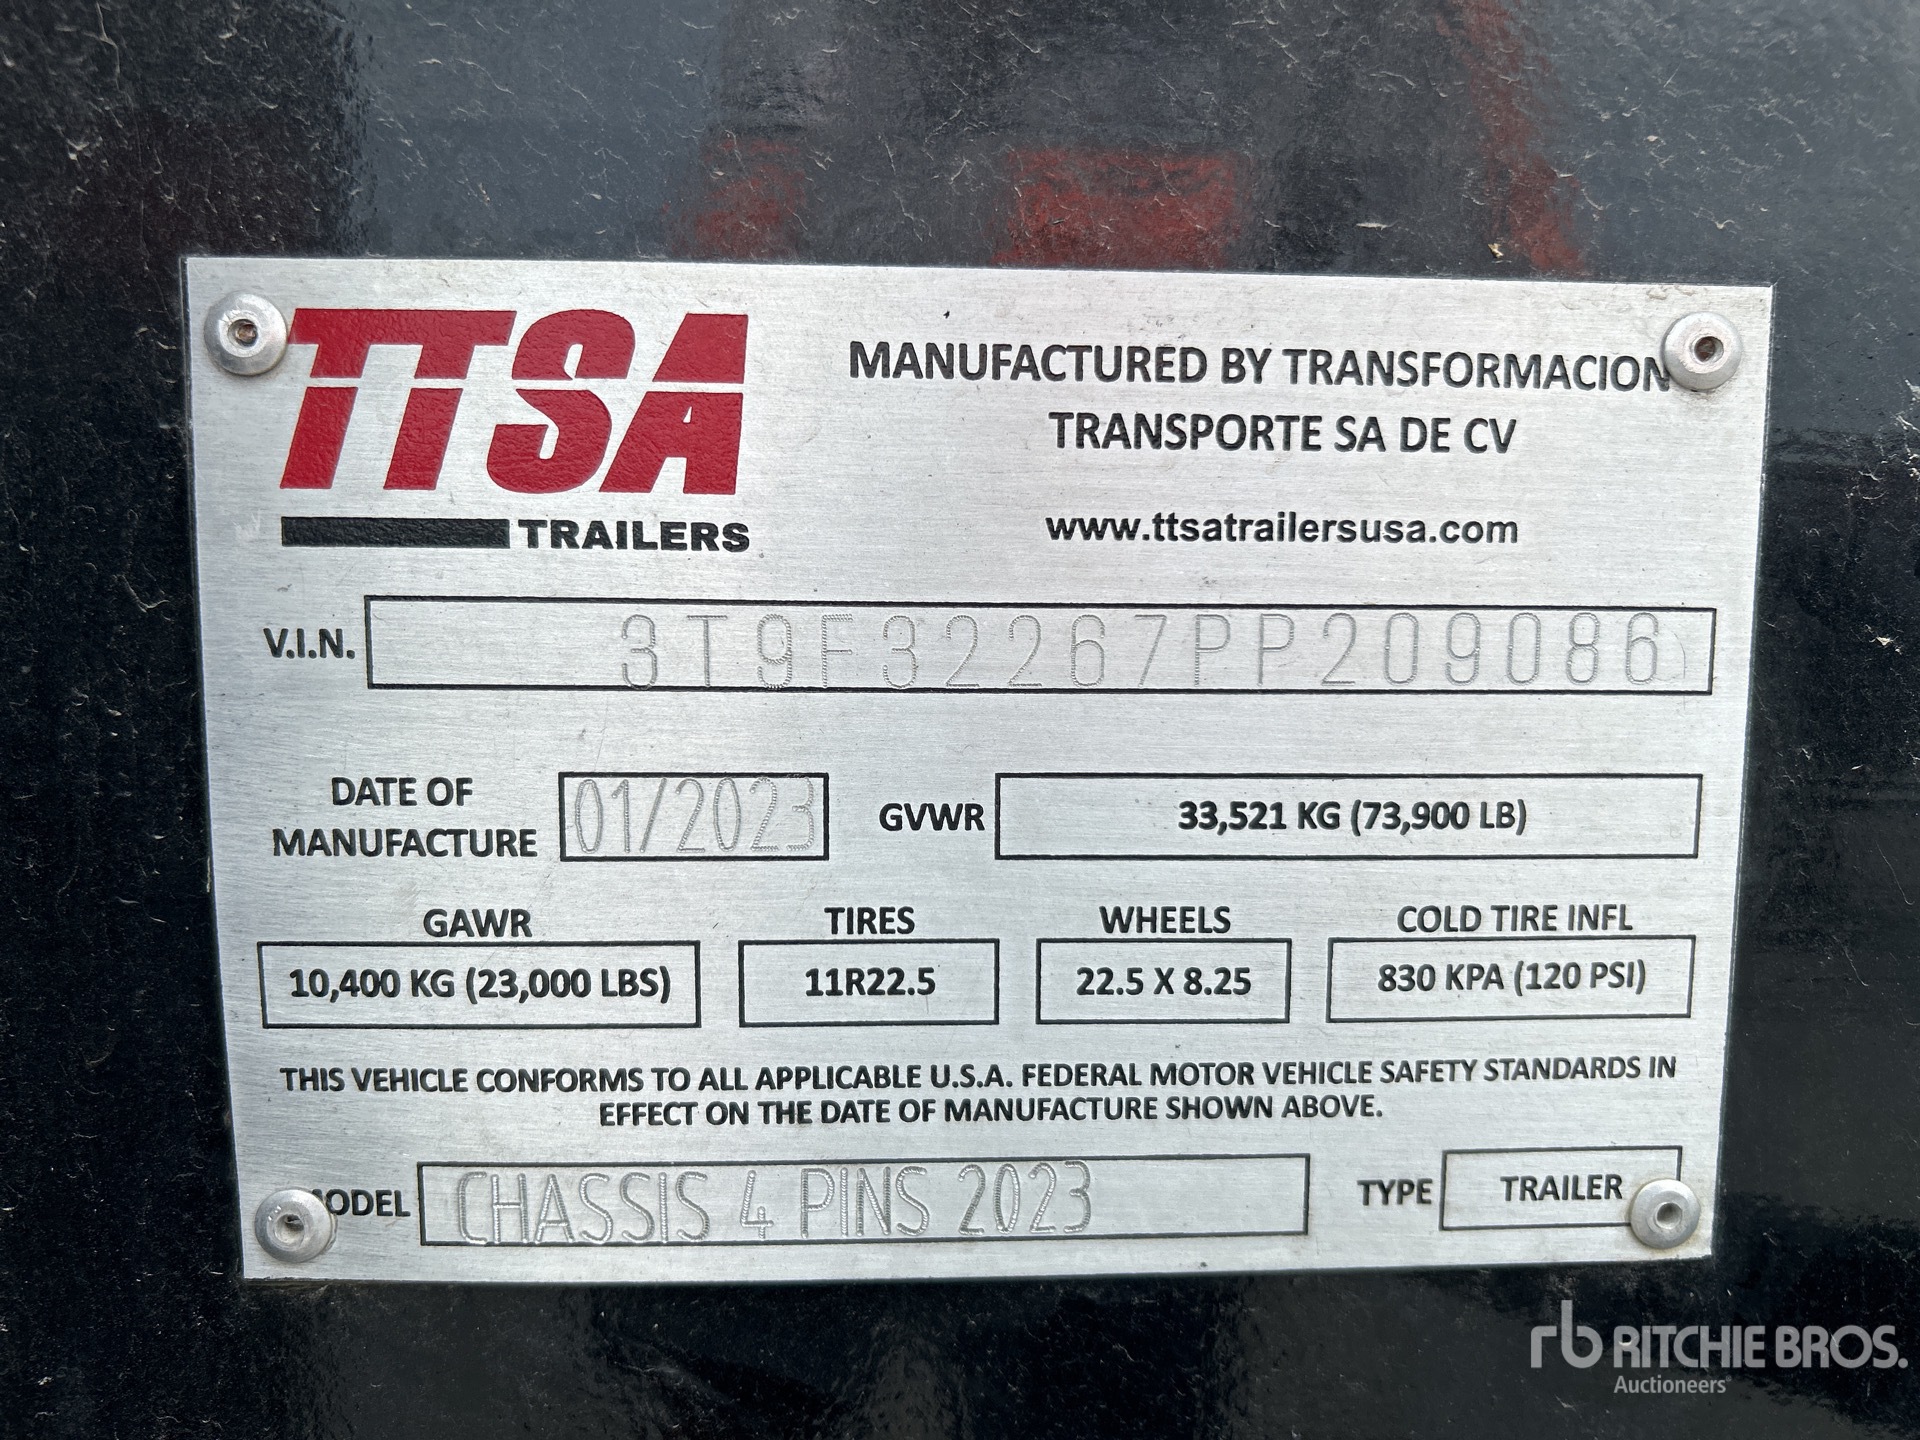 TTSA
TRAILERS
MANUFACTURED BY TRANSFORMACION
TRANSPORTE SA DE CV
www.ttsatrailersusa.com
V.I.N. 3T9F32267PP209086
DATE OF
MANUFACTURE 01/2023
GVWR 33,521 KG (73,900 LB)
GAWR TIRES WHEELS COLD TIRE INFL
10,400 KG (23,000 LBS) 11R22.5 22.5 X 8.25 830 KPA (120 PSI)
THIS VEHICLE CONFORMS TO ALL APPLICABLE U.S.A. FEDERAL MOTOR VEHICLE SAFETY STANDARDS IN
EFFECT ON THE DATE OF MANUFACTURE SHOWN ABOVE.
MODEL CHASSIS 4 PINS 2023 TYPE TRAILER
rb RITCHIE BROS.
Auctioneers